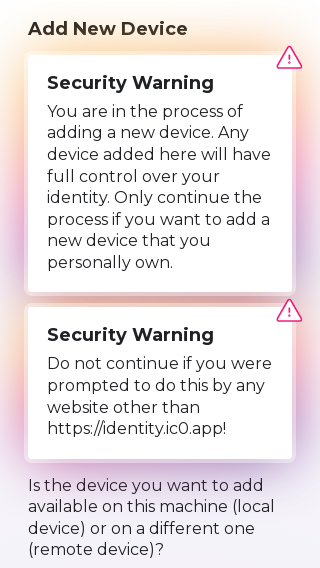 Add New Device
Security Warning
You are in the process of
adding a new device. Any
device added here will have
full control over your
identity. Only continue the
process if you want to add a
new device that you
personally own.
Security Warning
Do not continue if you were
prompted to do this by any
website other than
https://identity.ic0.app!
Is the device you want to add
available on this machine (local
device) or on a different one
(remote device)?